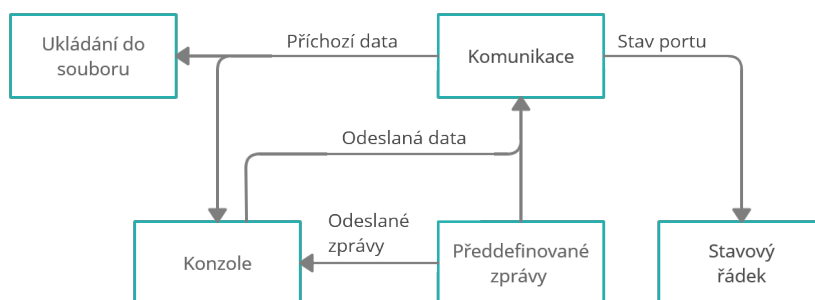 Ukládání do
souboru
Příchozí data
Komunikace
Stav portu
Odeslaná data
Konzole
Odeslané
zprávy
Předdefinované
zprávy
Stavový
řádek